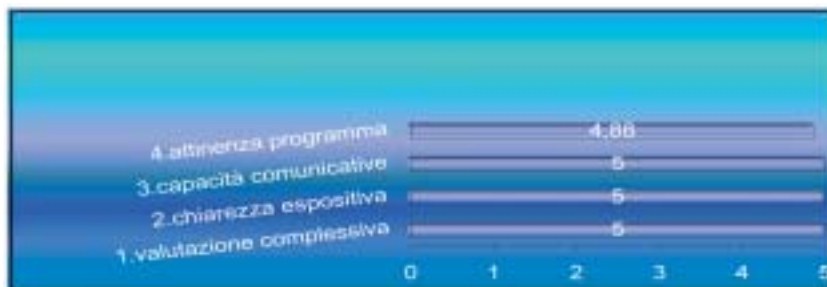 4.attinenza programma 4.86
3.capacità comunicative 5
2.chiarezza espositiva 5
1.valutazione complessiva 5
0 1 2 3 4 5